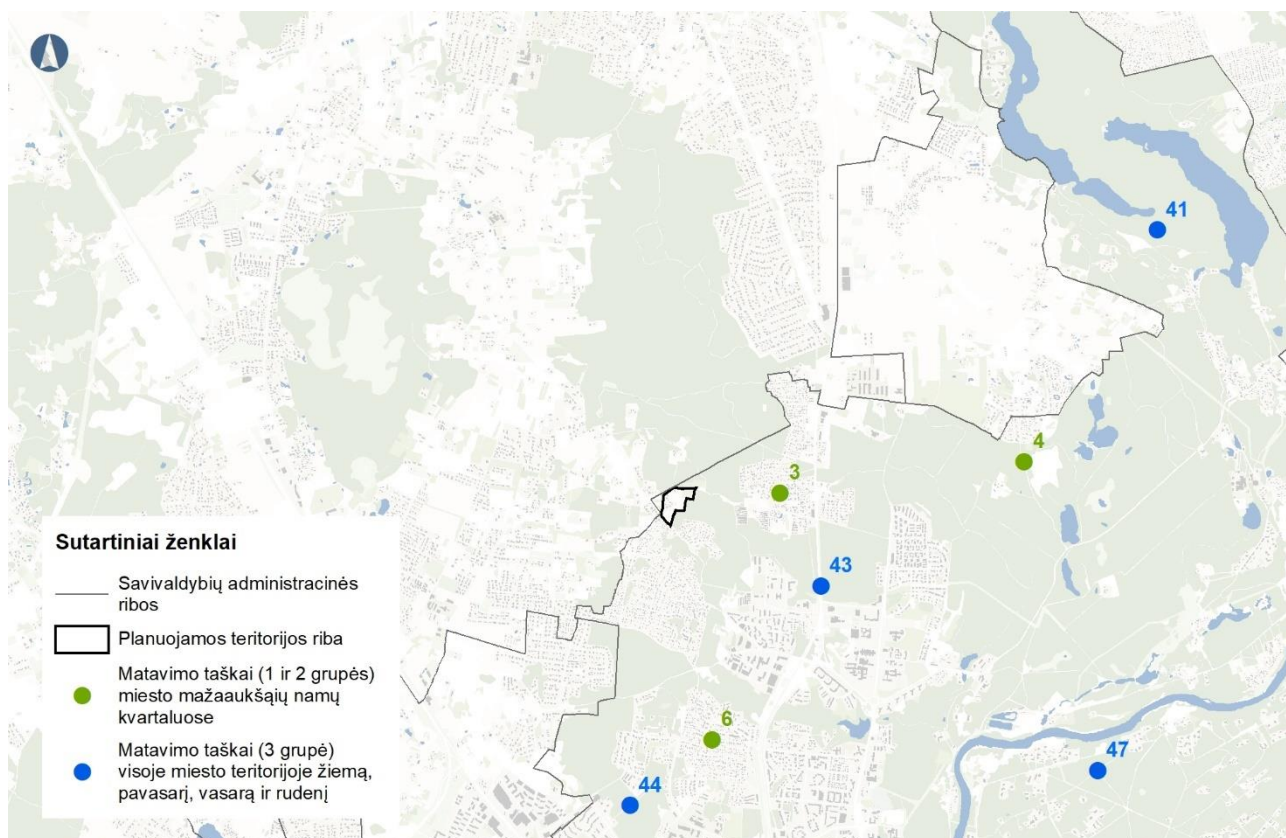 41
4
3
43
6
47
44
Sutartiniai ženklai
Savivaldybių administracinės
ribos
Planuojamos teritorijos riba
Matavimo taškai (1 ir 2 grupės)
miesto mažaaukšąių namų
kvartaluose
Matavimo taškai (3 grupė)
visoje miesto teritorijoje žiemą,
pavasarį, vasarą ir rudenį